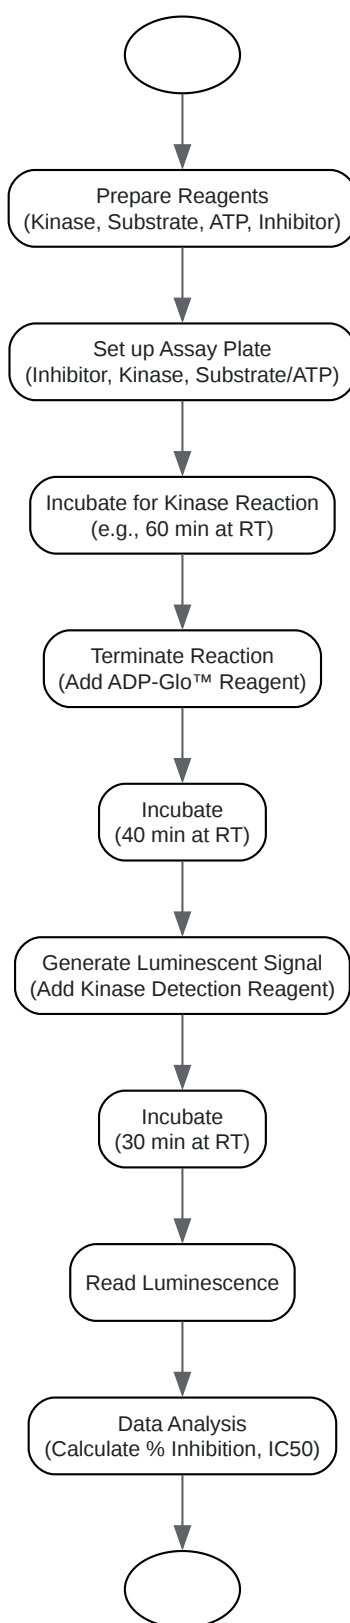 Prepare Reagents
(Kinase, Substrate, ATP, Inhibitor)
Set up Assay Plate
(Inhibitor, Kinase, Substrate/ATP)
Incubate for Kinase Reaction
(e.g., 60 min at RT)
Terminate Reaction
(Add ADP-Glo™ Reagent)
Incubate
(40 min at RT)
Generate Luminescent Signal
(Add Kinase Detection Reagent)
Incubate
(30 min at RT)
Read Luminescence
Data Analysis
(Calculate % Inhibition, IC50)